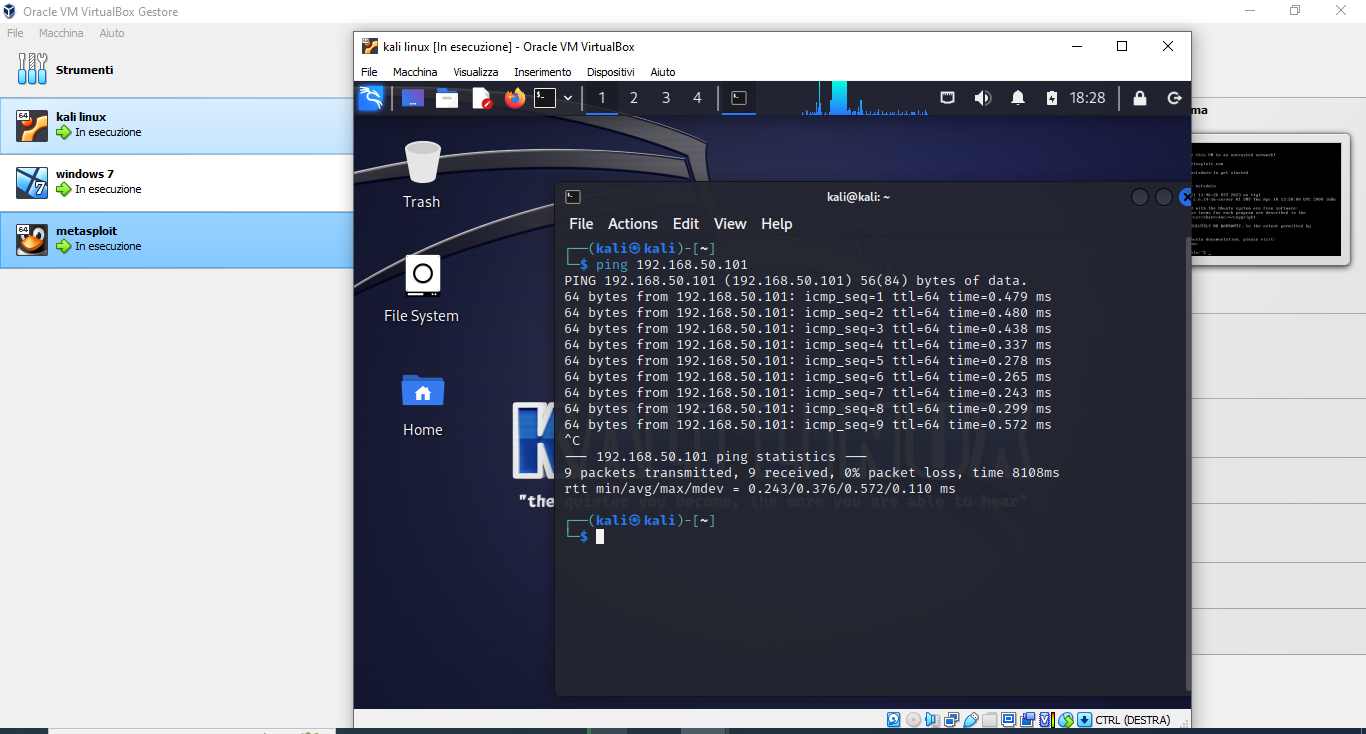 Oracle VM VirtualBox Gestore
File Macchina Aiuto
Strumenti
64
kali linux
In esecuzione
windows 7
In esecuzione
64
metasploit
In esecuzione
kali linux [In esecuzione] - Oracle VM VirtualBox
File Macchina Visualizza Inserimento Dispositivi Aiuto
1 2 3 4
18:28
Trash
File System
Home
kali@kali: ~
File Actions Edit View Help
┌──(kali㉿kali)-[~]
└─$ ping 192.168.50.101
PING 192.168.50.101 (192.168.50.101) 56(84) bytes of data.
64 bytes from 192.168.50.101: icmp_seq=1 ttl=64 time=0.479 ms
64 bytes from 192.168.50.101: icmp_seq=2 ttl=64 time=0.480 ms
64 bytes from 192.168.50.101: icmp_seq=3 ttl=64 time=0.438 ms
64 bytes from 192.168.50.101: icmp_seq=4 ttl=64 time=0.337 ms
64 bytes from 192.168.50.101: icmp_seq=5 ttl=64 time=0.278 ms
64 bytes from 192.168.50.101: icmp_seq=6 ttl=64 time=0.265 ms
64 bytes from 192.168.50.101: icmp_seq=7 ttl=64 time=0.243 ms
64 bytes from 192.168.50.101: icmp_seq=8 ttl=64 time=0.299 ms
64 bytes from 192.168.50.101: icmp_seq=9 ttl=64 time=0.572 ms
^C
── 192.168.50.101 ping statistics ──
9 packets transmitted, 9 received, 0% packet loss, time 8108ms
rtt min/avg/max/mdev = 0.243/0.376/0.572/0.110 ms
"the quieter you become, the more you are able to hear"
┌──(kali㉿kali)-[~]
└─$
ma
CTRL (DESTRA)